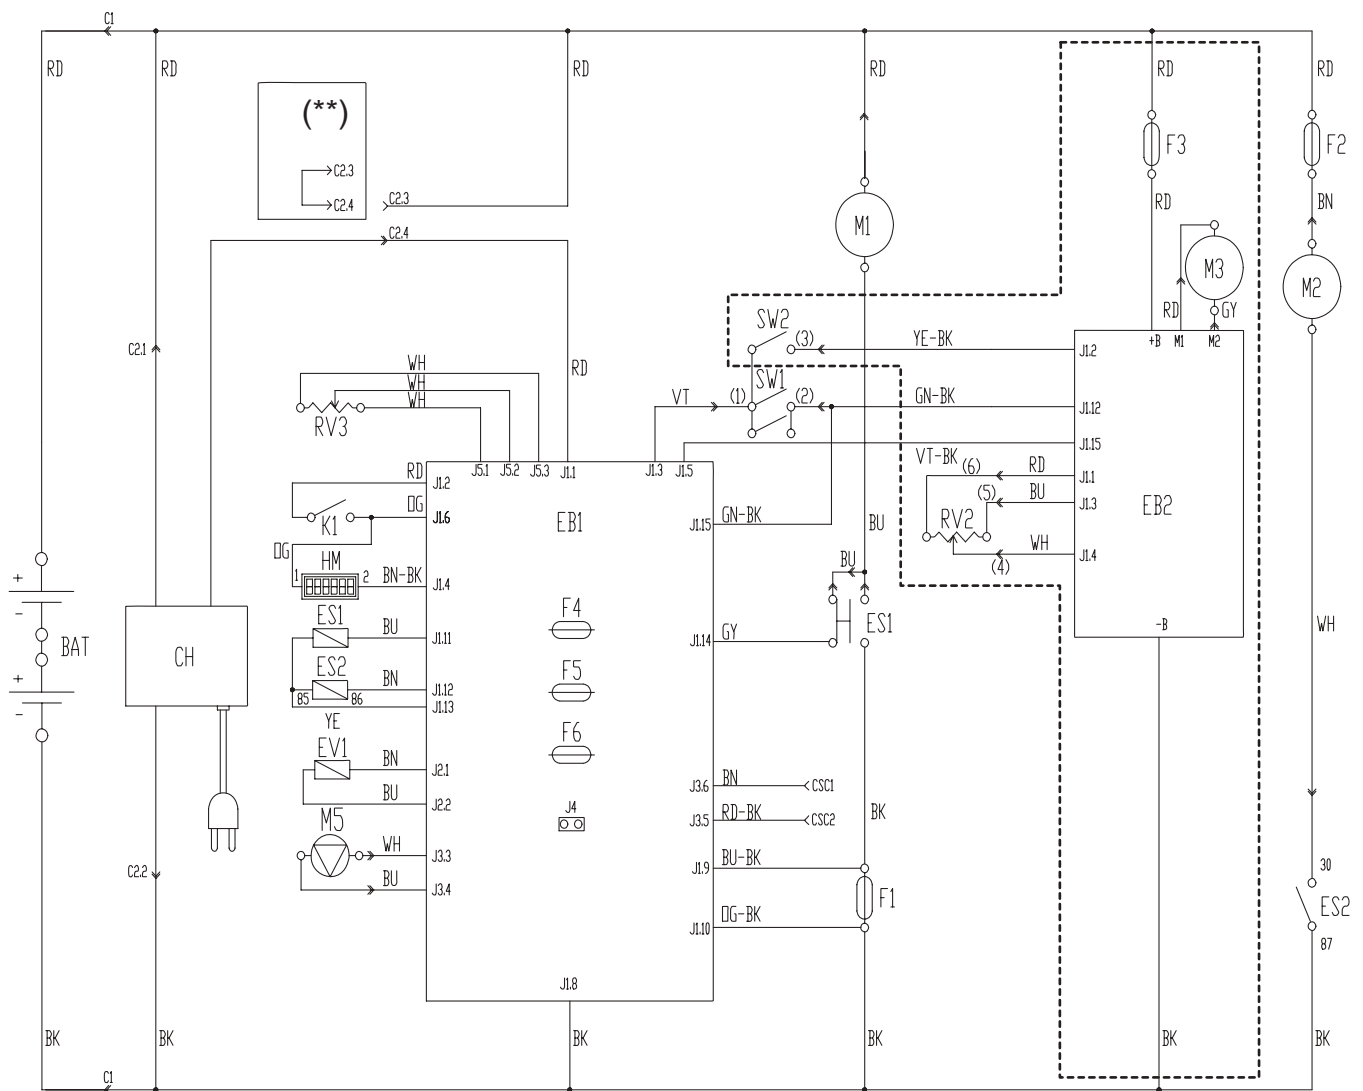 C1
RD
RD
RD
RD
RD
RD
(**)
C2.3
C2.4
C2.3
C2.4
F3
F2
RD
BN
M1
M3
M2
RD
GY
SW2
(3)
YE-BK
J1.2
+B
M1
M2
C2.1
WH
WH
WH
RD
RV3
VT
(1)
SW1
(2)
GN-BK
J1.12
J1.15
VT-BK
(6)
RD
J1.1
(5)
BU
J1.3
EB2
RV2
WH
J1.4
(4)
J5.1
J5.2
J5.3
J1.1
J1.3
J1.5
RD
J1.2
OG
J1.6
K1
EB1
J1.15
GN-BK
BU
OG
HM
1
2
BN-BK
J1.4
BU
+
-
BAT
+
-
CH
ES1
BU
J1.11
F4
J1.14
GY
ES1
-B
WH
ES2
BN
J1.12
85
86
J1.13
F5
YE
EV1
BN
J2.1
F6
BU
J2.2
J3.6
BN
CSC1
J4
J3.5
RD-BK
CSC2
BK
M5
WH
J3.3
BU
J3.4
C2.2
J1.9
BU-BK
F1
J1.10
OG-BK
30
ES2
87
J1.8
BK
BK
BK
BK
BK
BK
C1